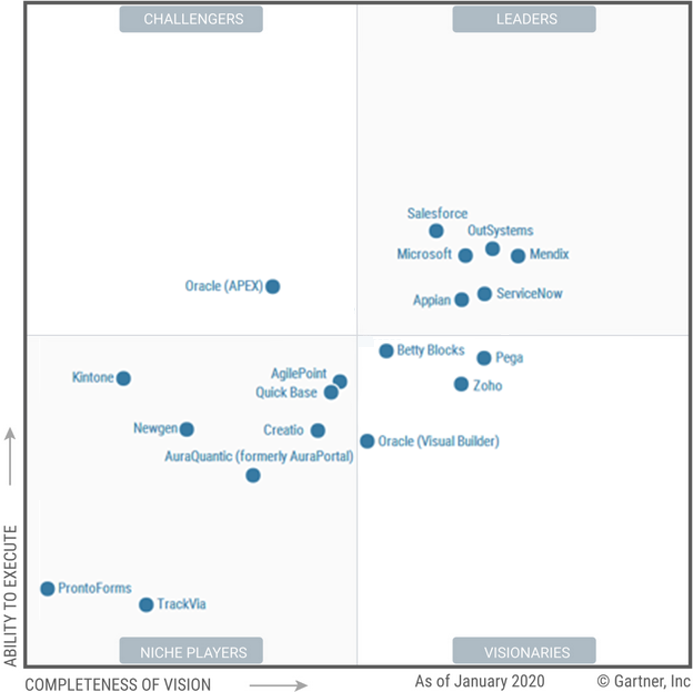 CHALLENGERS
LEADERS
Salesforce
OutSystems
Microsoft
Mendix
Oracle (APEX)
Appian
ServiceNow
Betty Blocks
Pega
Kintone
AgilePoint
Zoho
Quick Base
Newgen
Creatio
Oracle (Visual Builder)
AuraQuantic (formerly AuraPortal)
ProntoForms
TrackVia
NICHE PLAYERS
VISIONARIES
ABILITY TO EXECUTE
COMPLETENESS OF VISION
As of January 2020
© Gartner, Inc